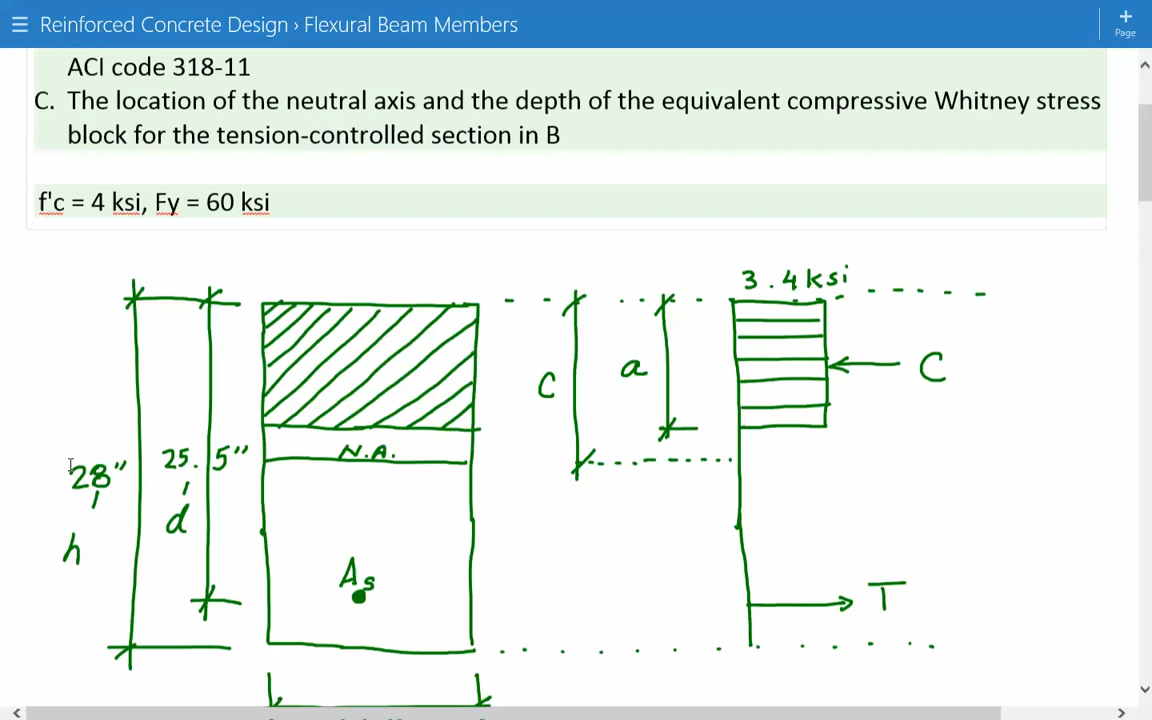 Reinforced Concrete Design › Flexural Beam Members
Page
ACI code 318-11
C. The location of the neutral axis and the depth of the equivalent compressive Whitney stress
block for the tension-controlled section in B
f'c = 4 ksi, Fy = 60 ksi
3.4 ksi
C
a
C
28"
25.5"
N.A.
d
h
As
T